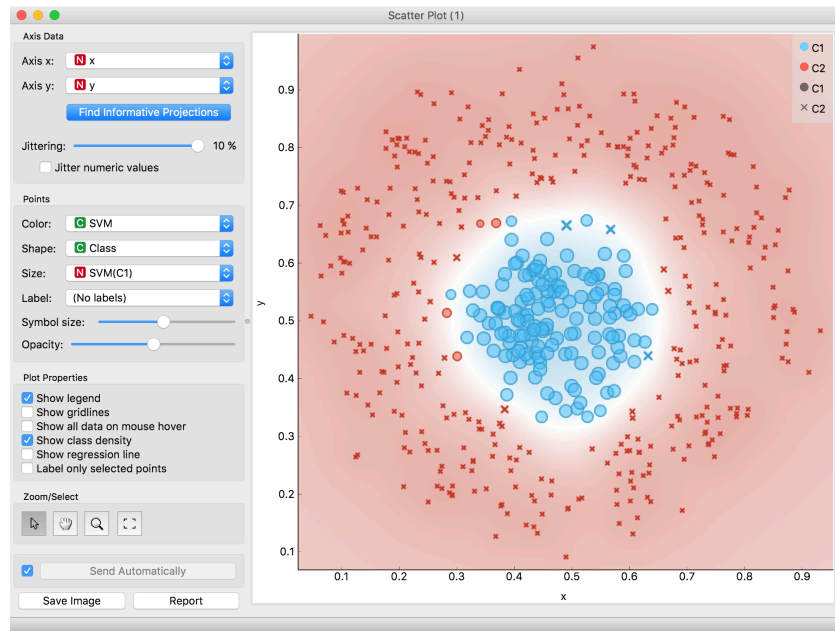 Scatter Plot (1)
Axis Data
Axis x: N x
Axis y: N y
Find Informative Projections
Jittering: 10 %
Jitter numeric values
Points
Color: C SVM
Shape: C Class
Size: N SVM(C1)
Label: (No labels)
Symbol size:
Opacity:
Plot Properties
Show legend
Show gridlines
Show all data on mouse hover
Show class density
Show regression line
Label only selected points
Zoom/Select
Send Automatically
Save Image Report
y
0.9
0.8
0.7
0.6
0.5
0.4
0.3
0.2
0.1
0.1 0.2 0.3 0.4 0.5 0.6 0.7 0.8 0.9
x
C1
C2
C1
C2